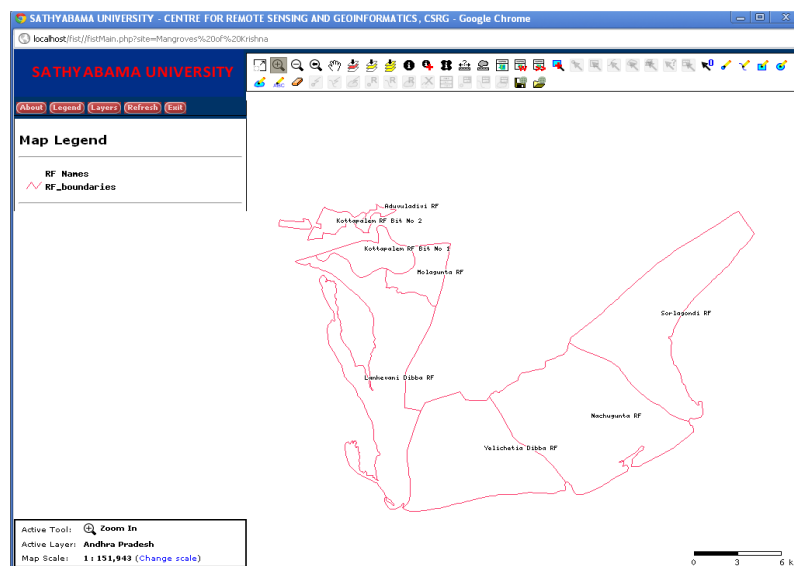 SATHYABAMA UNIVERSITY - CENTRE FOR REMOTE SENSING AND GEOINFORMATICS, CSRG - Google Chrome
localhost/fist//fistMain.php?site=Mangroves%20of%20Krishna
SATHYABAMA UNIVERSITY
About Legend Layers Refresh Exit
Map Legend
RF Names
RF_boundaries
Aduvuladivi RF
Kottapalem RF Bit No 2
Kottapalem RF Bit No 1
Molagunta RF
Sorlagondi RF
Lankevani Dibba RF
Nachugunta RF
Yelichetla Dibba RF
Active Tool: Zoom In
Active Layer: Andhra Pradesh
Map Scale: 1 : 151,943 (Change scale)
0 3 6 k